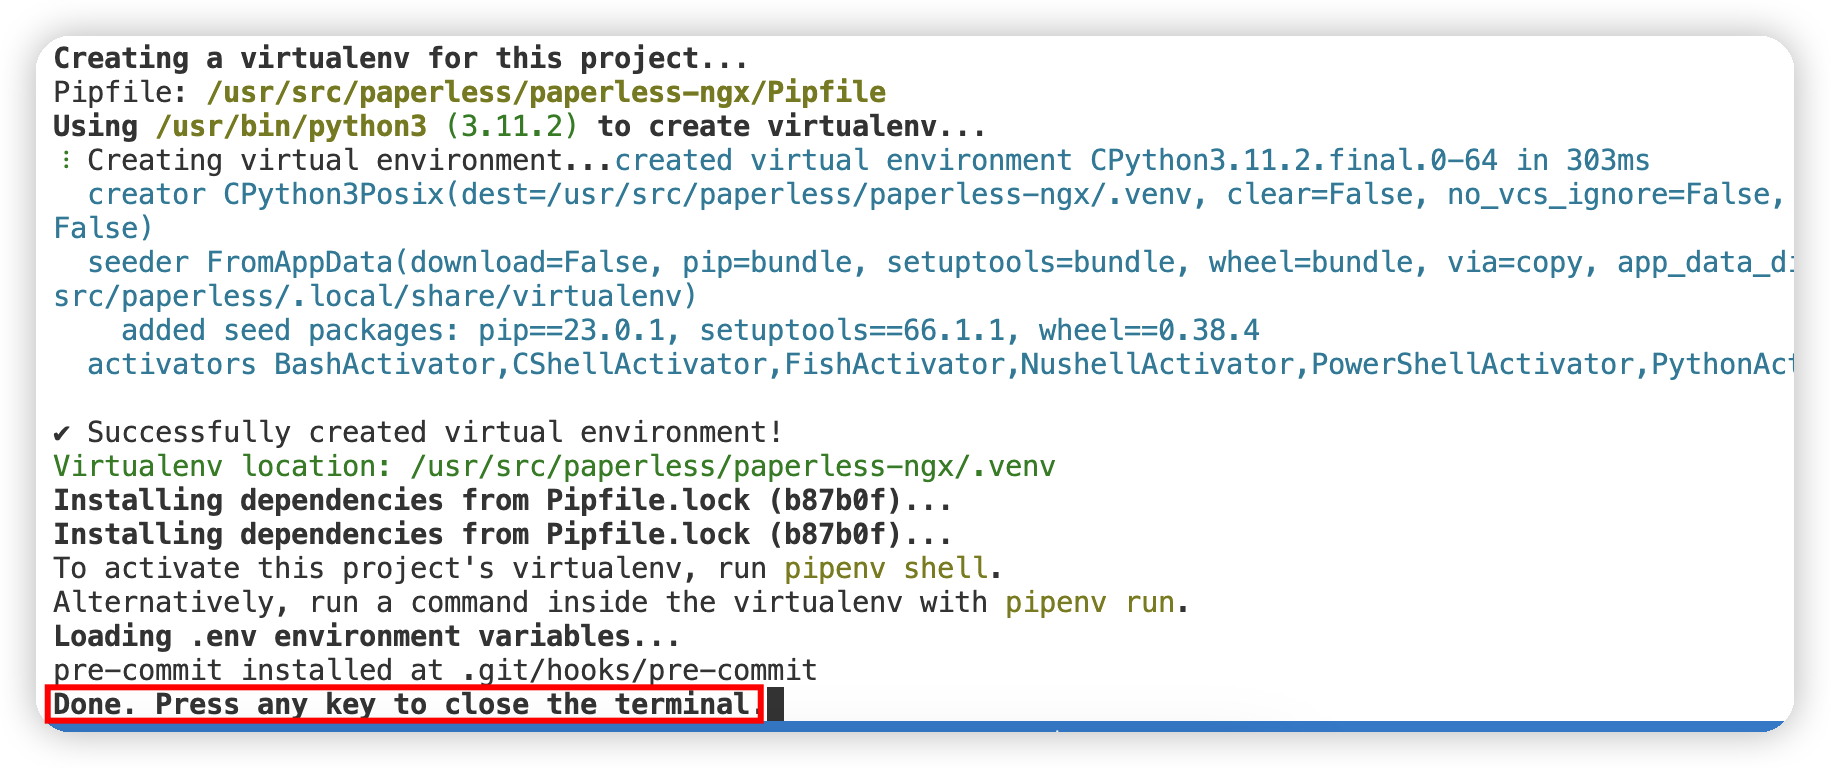 Creating a virtualenv for this project...
Pipfile: /usr/src/paperless/paperless-ngx/Pipfile
Using /usr/bin/python3 (3.11.2) to create virtualenv...
⠸ Creating virtual environment...created virtual environment CPython3.11.2.final.0-64 in 303ms
  creator CPython3Posix(dest=/usr/src/paperless/paperless-ngx/.venv, clear=False, no_vcs_ignore=False,
False)
  seeder FromAppData(download=False, pip=bundle, setuptools=bundle, wheel=bundle, via=copy, app_data_di
src/paperless/.local/share/virtualenv)
    added seed packages: pip==23.0.1, setuptools==66.1.1, wheel==0.38.4
  activators BashActivator,CShellActivator,FishActivator,NushellActivator,PowerShellActivator,PythonAct
✔ Successfully created virtual environment!
Virtualenv location: /usr/src/paperless/paperless-ngx/.venv
Installing dependencies from Pipfile.lock (b87b0f)...
Installing dependencies from Pipfile.lock (b87b0f)...
To activate this project's virtualenv, run pipenv shell.
Alternatively, run a command inside the virtualenv with pipenv run.
Loading .env environment variables...
pre-commit installed at .git/hooks/pre-commit
Done. Press any key to close the terminal.